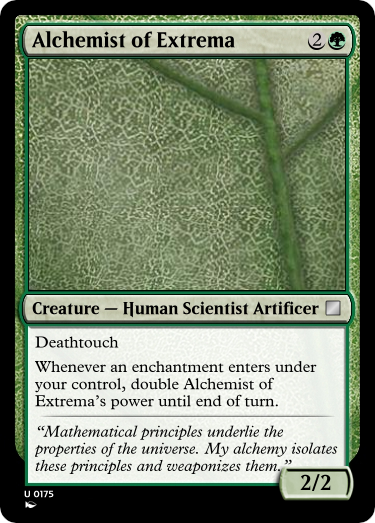 Alchemist of Extrema 2
Creature — Human Scientist Artificer
Deathtouch
Whenever an enchantment enters under
your control, double Alchemist of
Extrema's power until end of turn.
“Mathematical principles underlie the
properties of the universe. My alchemy isolates
these principles and weaponizes them.”
2/2
U 0175